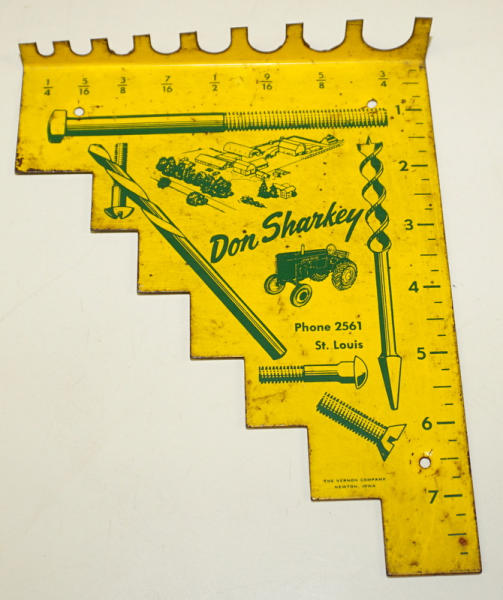 1/4 5/16 3/8 7/16 1/2 9/16 5/8 3/4
1
2
Don Sharkey
3
4
Phone 2561
St. Louis
5
6
THE VERNON COMPANY
NEWTON, IOWA
7